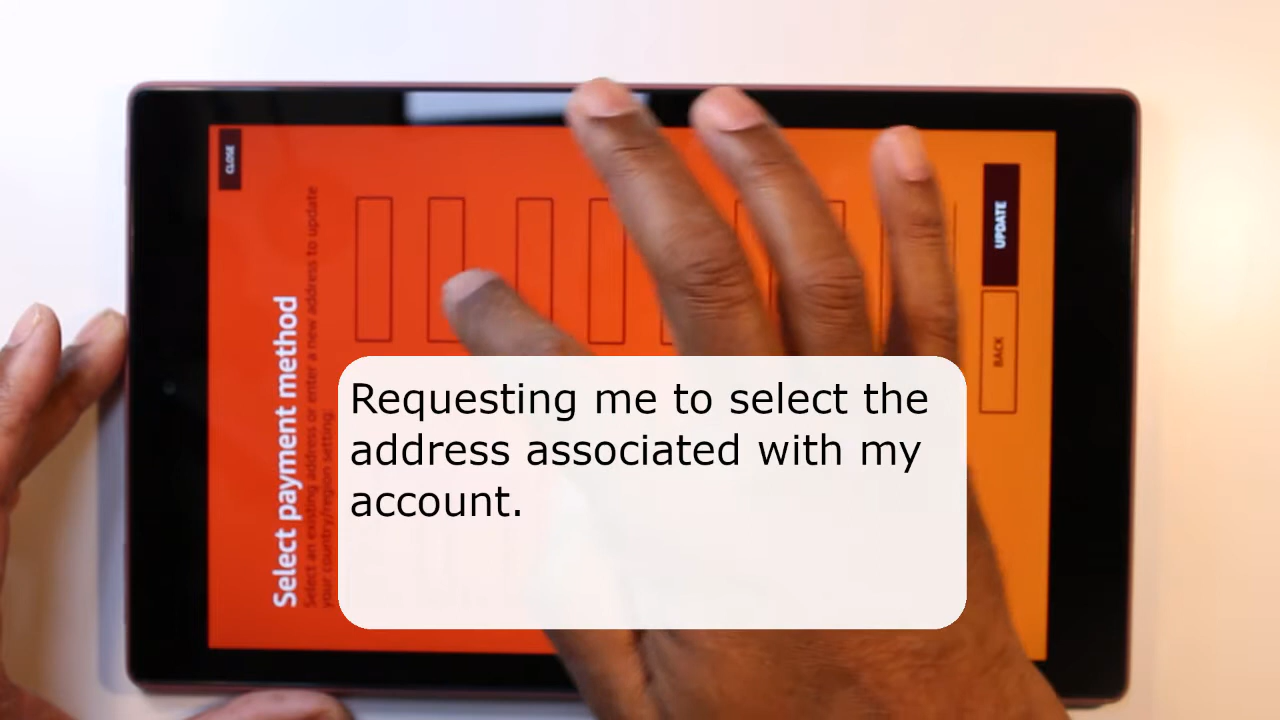 CLOSE
Select payment method
Select an existing address or enter a new address to update
your country/region setting:
UPDATE
BACK
Requesting me to select the
address associated with my
account.